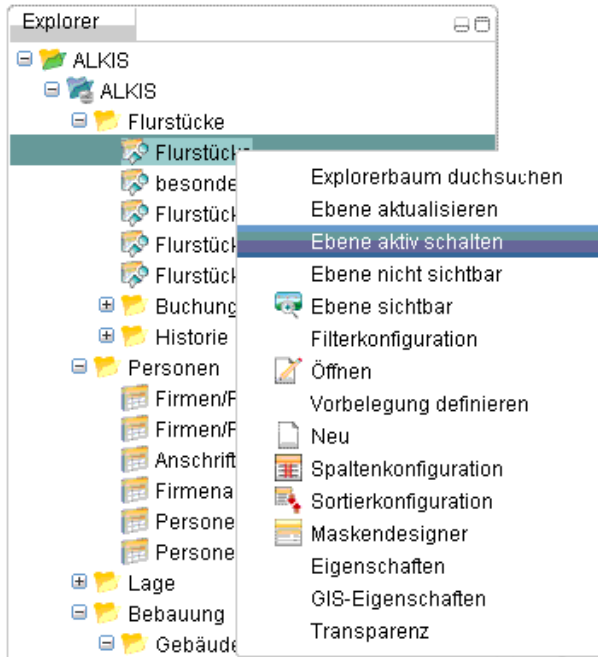 Explorer
ALKIS
ALKIS
Flurstücke
Flurstücke
besonde
Flurstück
Flurstück
Flurstück
Buchung
Historie
Personen
Firmen/F
Firmen/F
Anschrift
Firmena
Persone
Persone
Lage
Bebauung
Gebäude
Explorerbaum duchsuchen
Ebene aktualisieren
Ebene aktiv schalten
Ebene nicht sichtbar
Ebene sichtbar
Filterkonfiguration
Öffnen
Vorbelegung definieren
Neu
Spaltenkonfiguration
Sortierkonfiguration
Maskendesigner
Eigenschaften
GIS-Eigenschaften
Transparenz